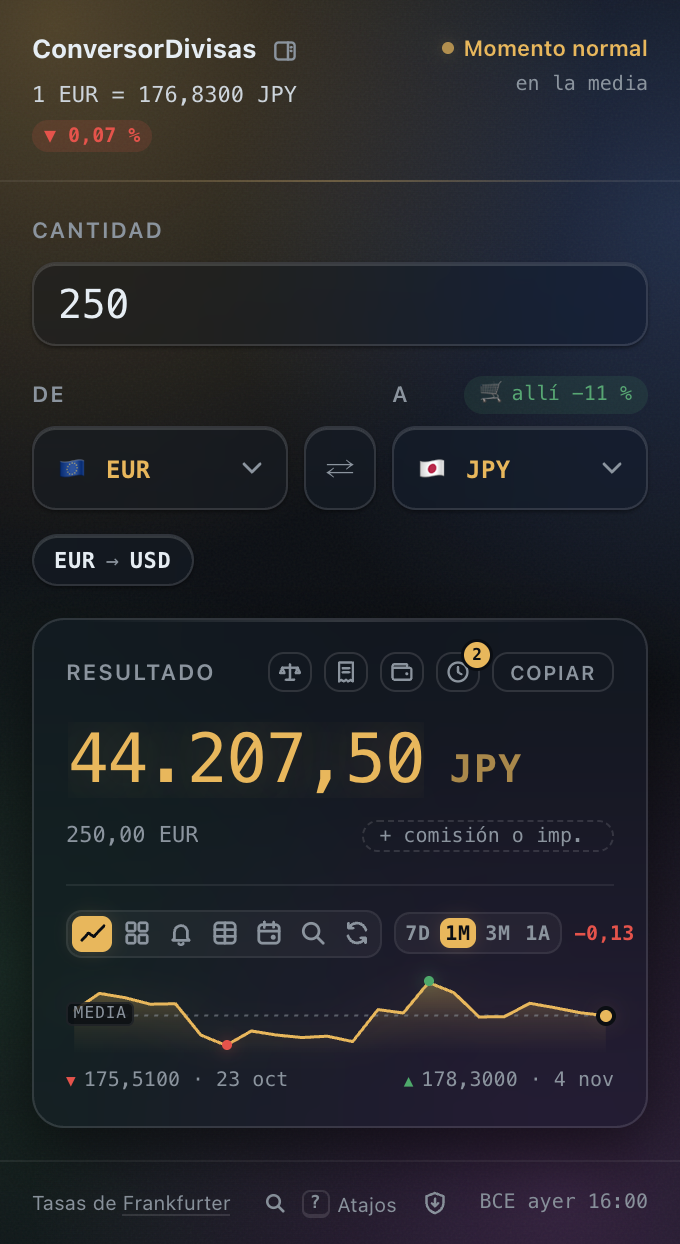 ConversorDivisas
Momento normal
1 EUR = 176,8300 JPY
en la media
▼ 0,07 %
CANTIDAD
250
DE
A
allí −11 %
EUR
JPY
EUR → USD
RESULTADO
2
COPIAR
44.207,50 JPY
250,00 EUR
+ comisión o imp.
7D 1M 3M 1A −0,13
MEDIA
▼ 175,5100 · 23 oct
▲ 178,3000 · 4 nov
Tasas de Frankfurter
? Atajos
BCE ayer 16:00